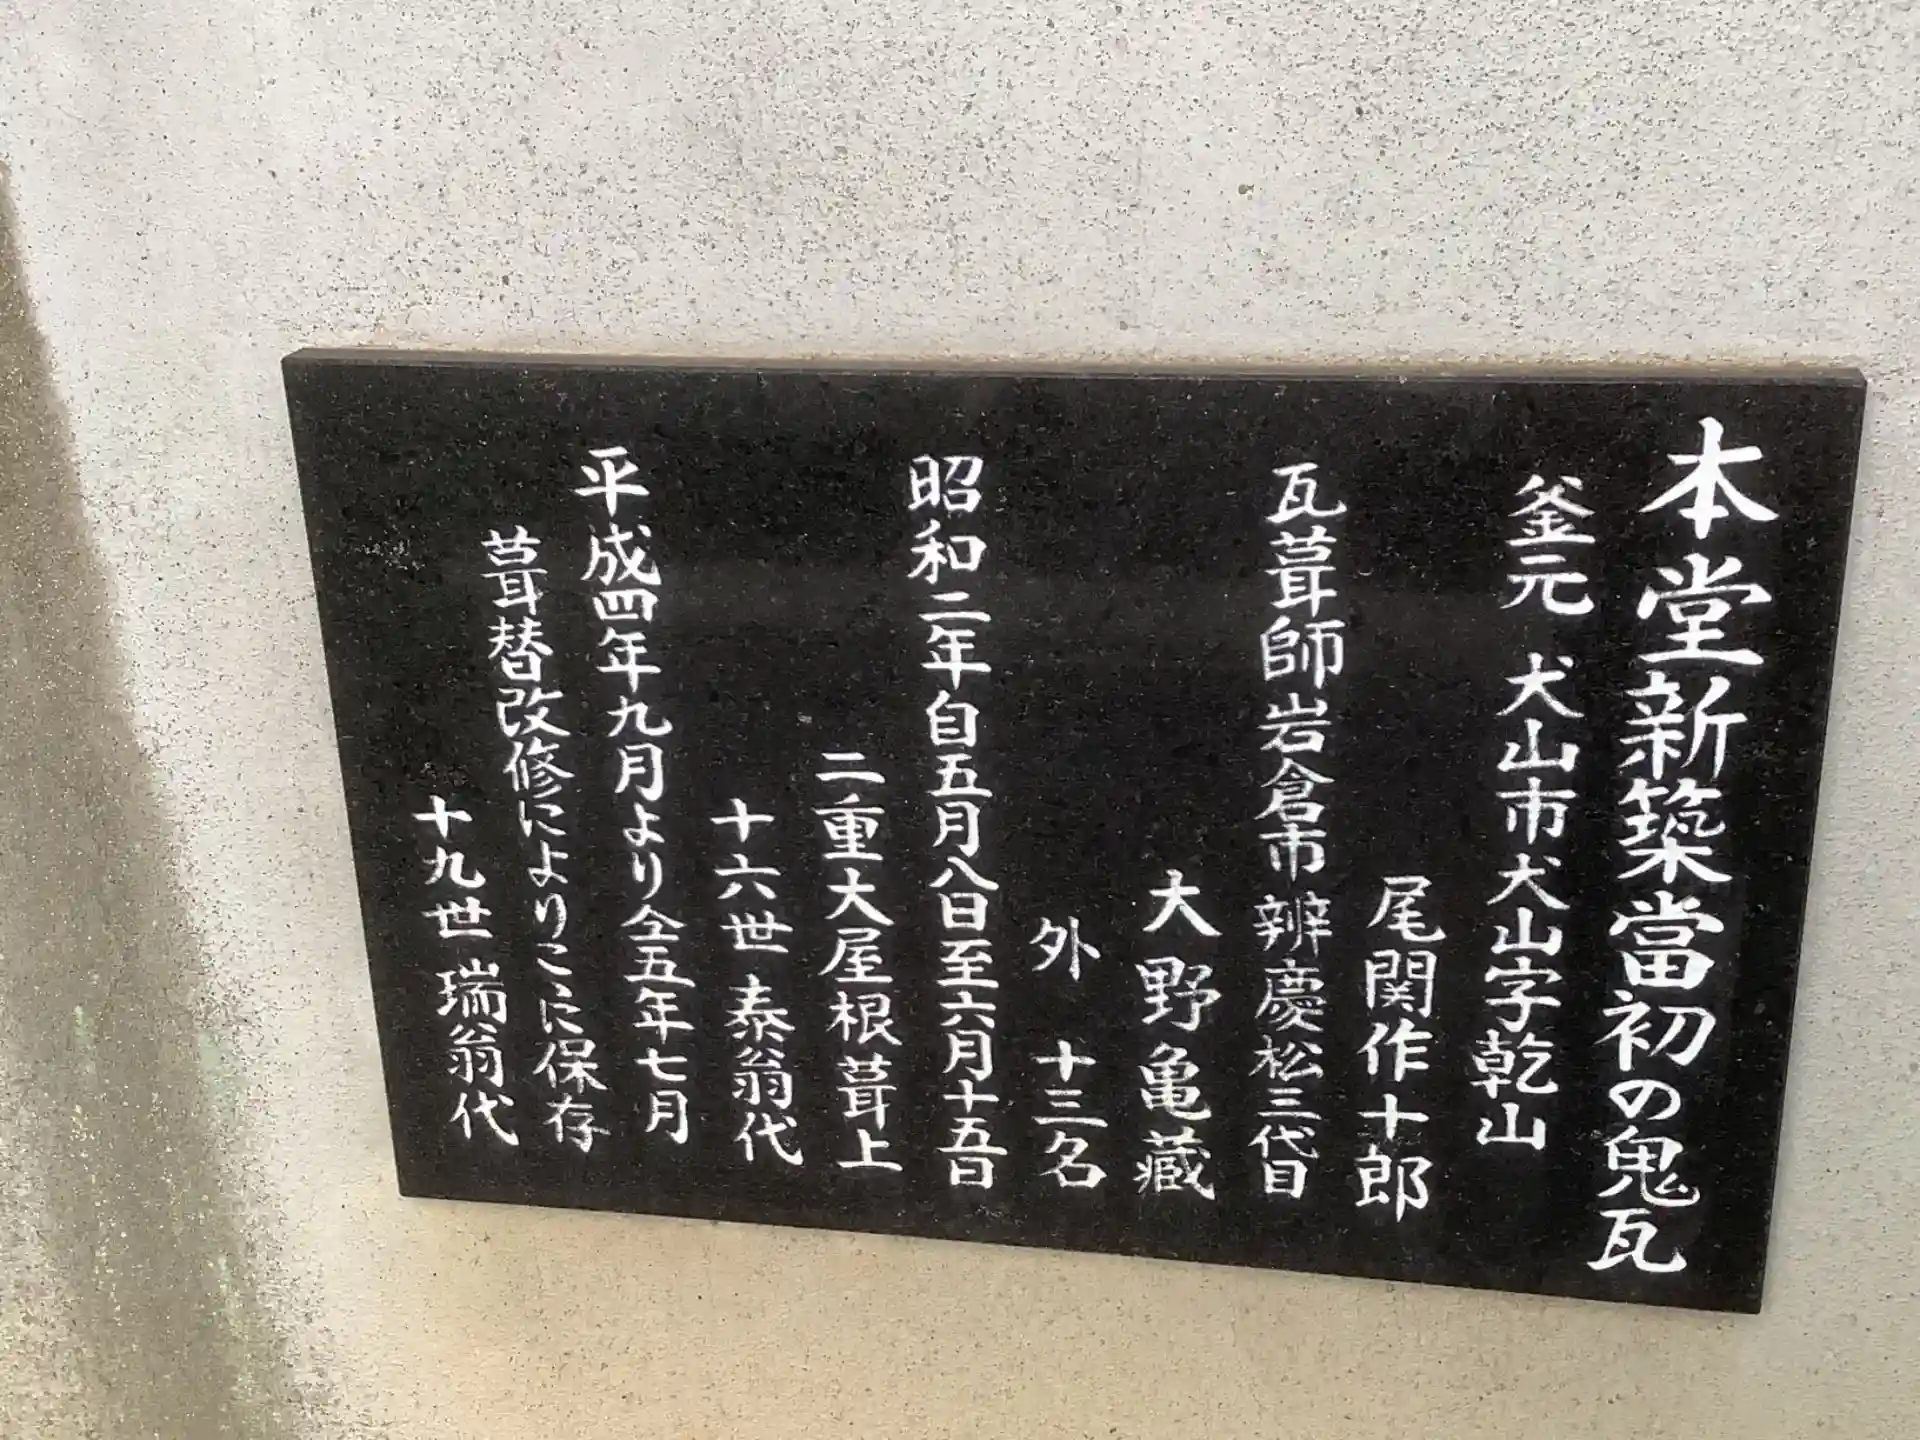 本堂新築當初の鬼瓦
釜元 犬山市犬山字乾山
尾関作十郎
瓦葺師岩倉市辨慶松三代目
大野亀蔵
外 十三名
昭和二年自五月八日至六月十五日
二重大屋根葺上
十六世 泰翁代
平成四年九月より仝五年七月
葺替改修によりここに保存
十九世 瑞翁代